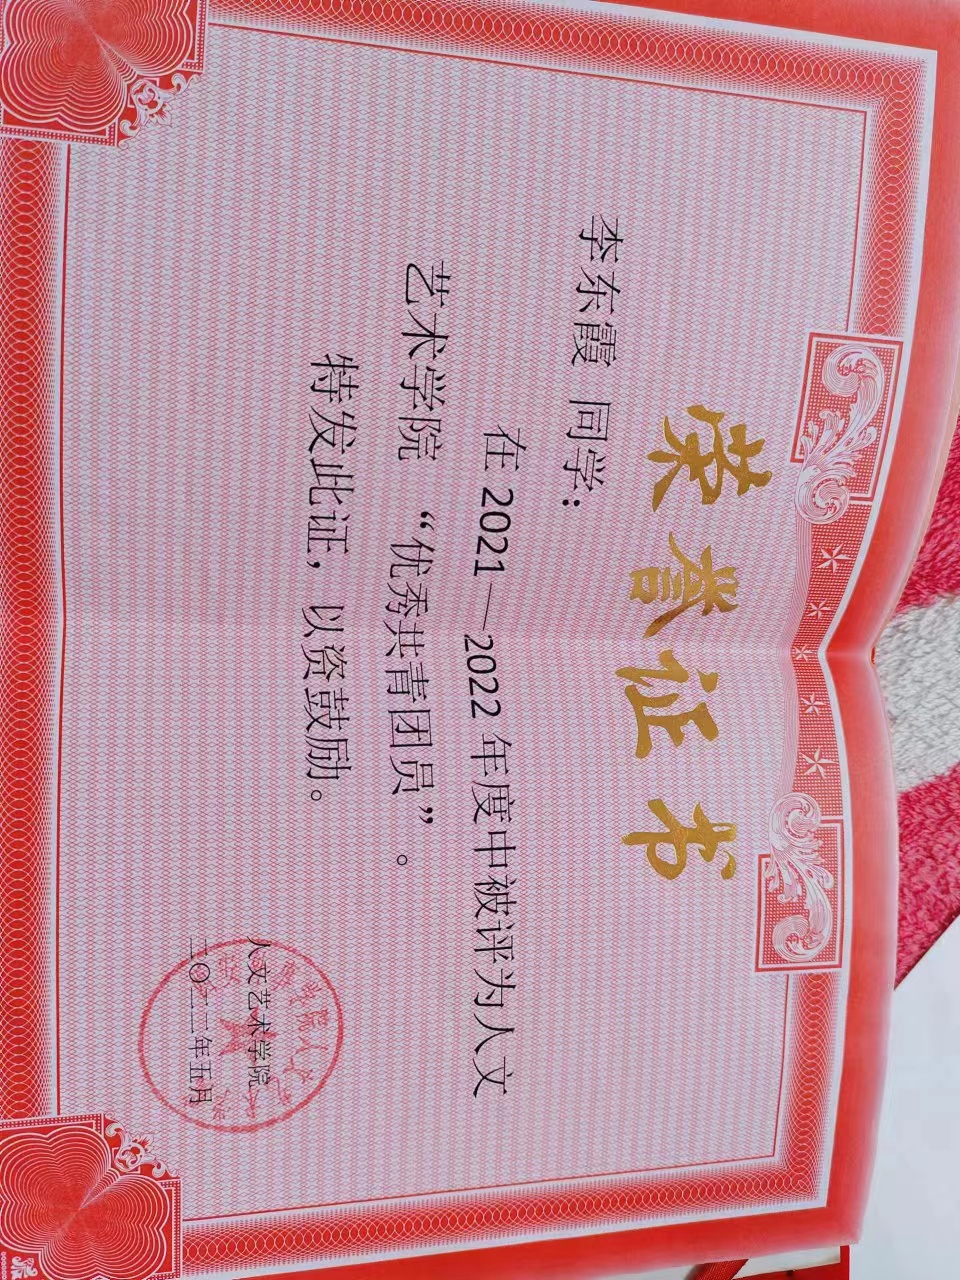 荣誉证书
李东霞 同学：
在 2021—2022 年度中被评为人文
艺术学院 “优秀共青团员” 。
特发此证，以资鼓励。
人文艺术学院
二〇二二年五月